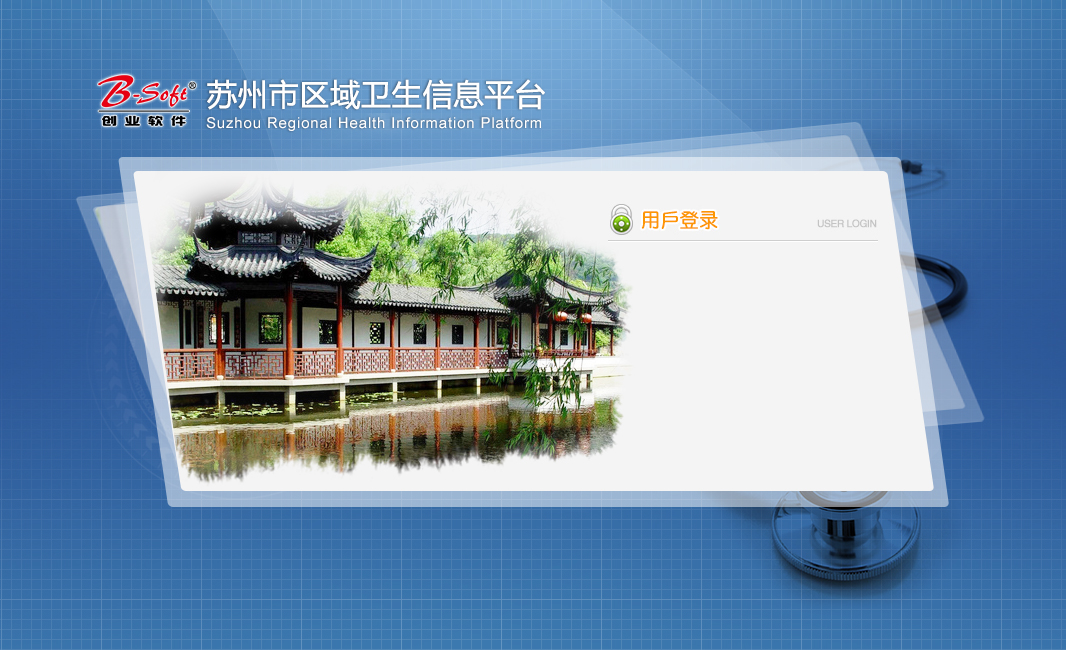 B-Soft®
创业软件
苏州市区域卫生信息平台
Suzhou Regional Health Information Platform
用戶登录
USER LOGIN